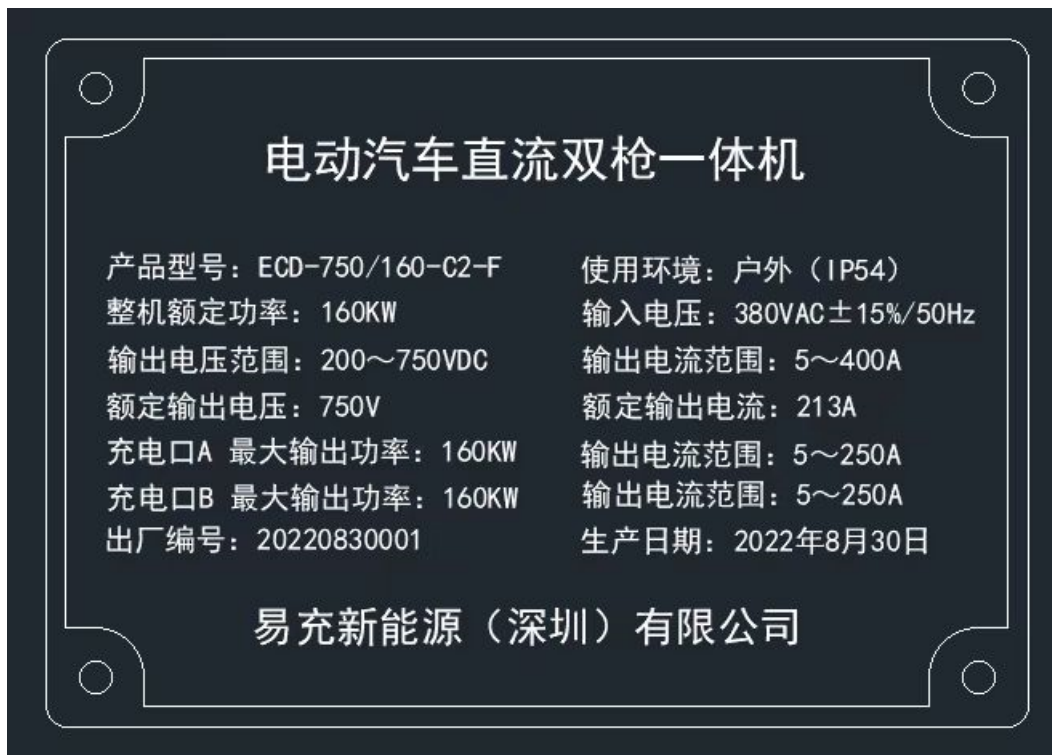 电动汽车直流双枪一体机
产品型号：ECD-750/160-C2-F
使用环境：户外（IP54）
整机额定功率：160KW
输入电压：380VAC±15%/50Hz
输出电压范围：200～750VDC
输出电流范围：5～400A
额定输出电压：750V
额定输出电流：213A
充电口A 最大输出功率：160KW
输出电流范围：5～250A
充电口B 最大输出功率：160KW
输出电流范围：5～250A
出厂编号：20220830001
生产日期：2022年8月30日
易充新能源（深圳）有限公司